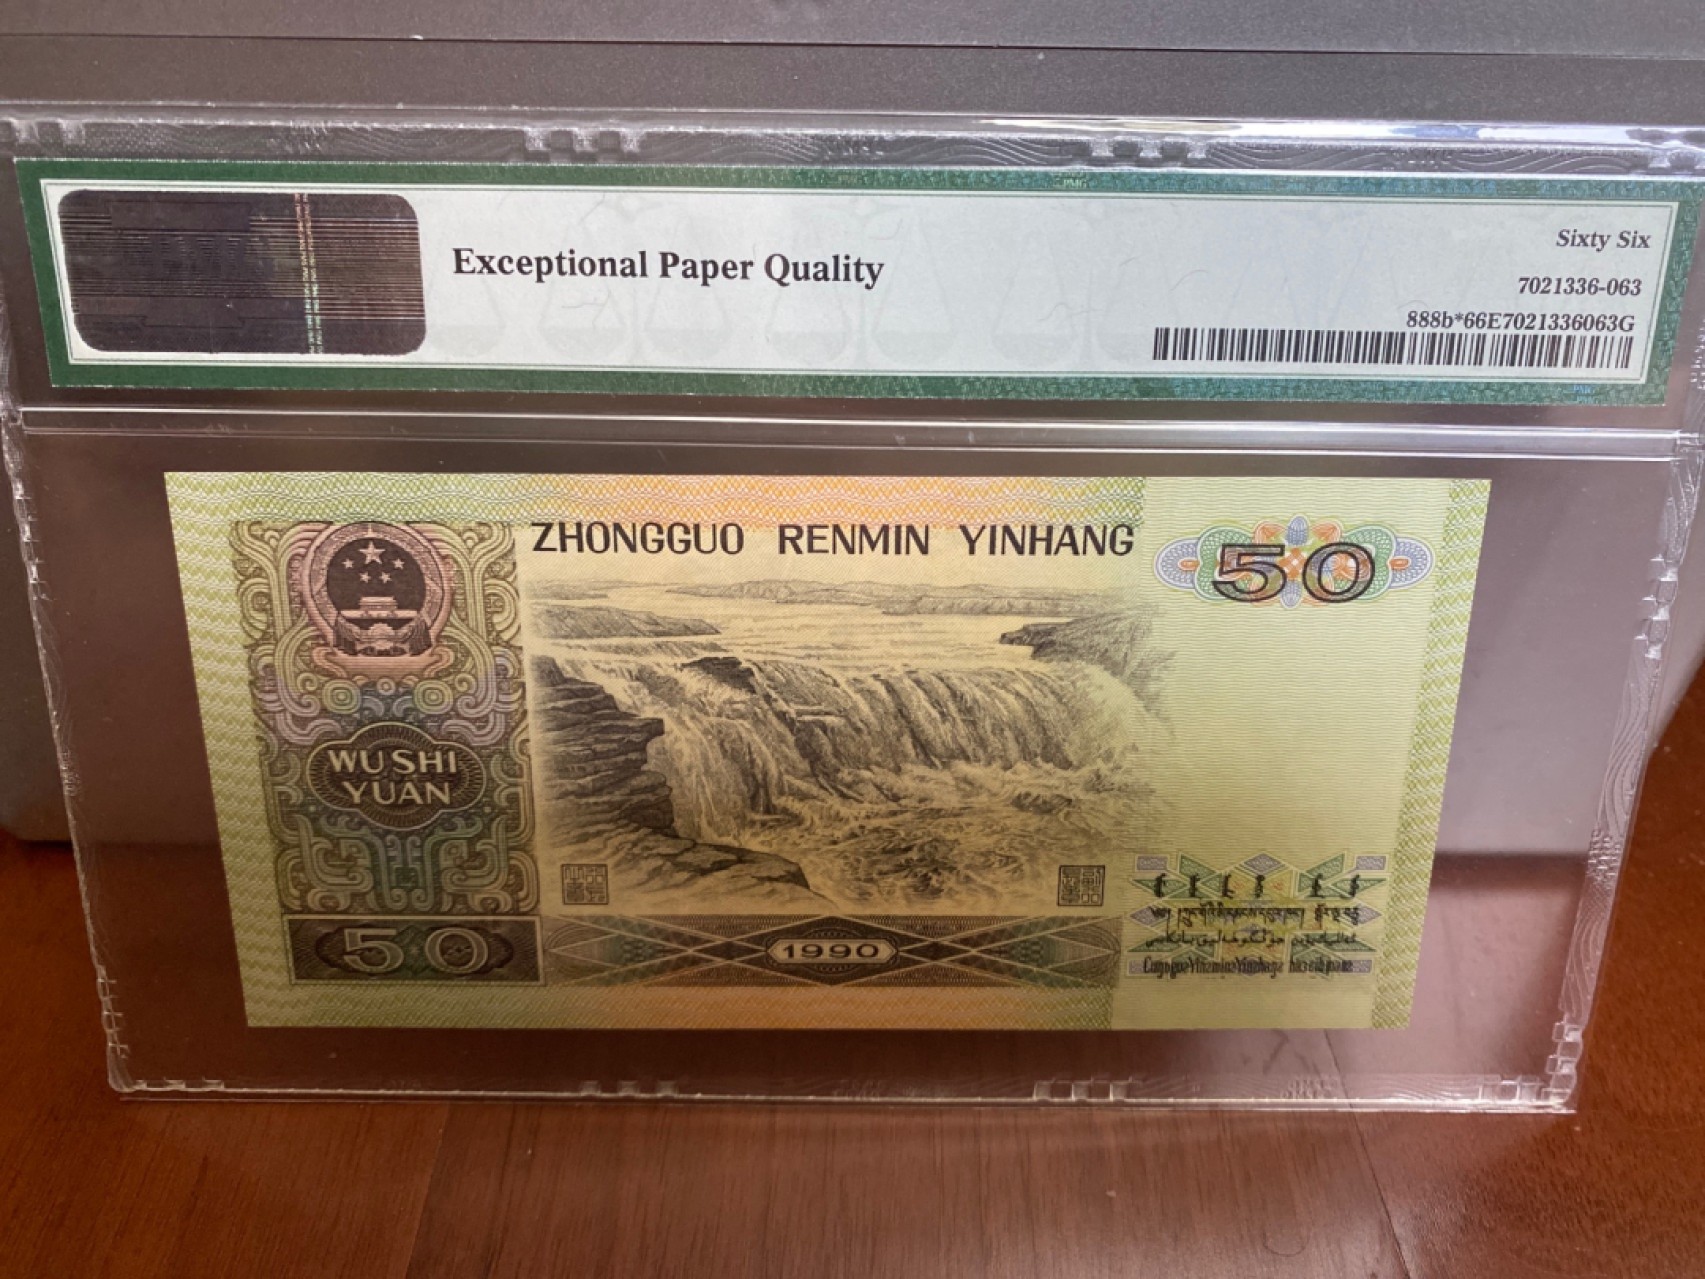 Exceptional Paper Quality
Sixty Six
7021336-063
888b*66E7021336063G
ZHONGGUO RENMIN YINHANG
50
WU SHI
YUAN
50
1990